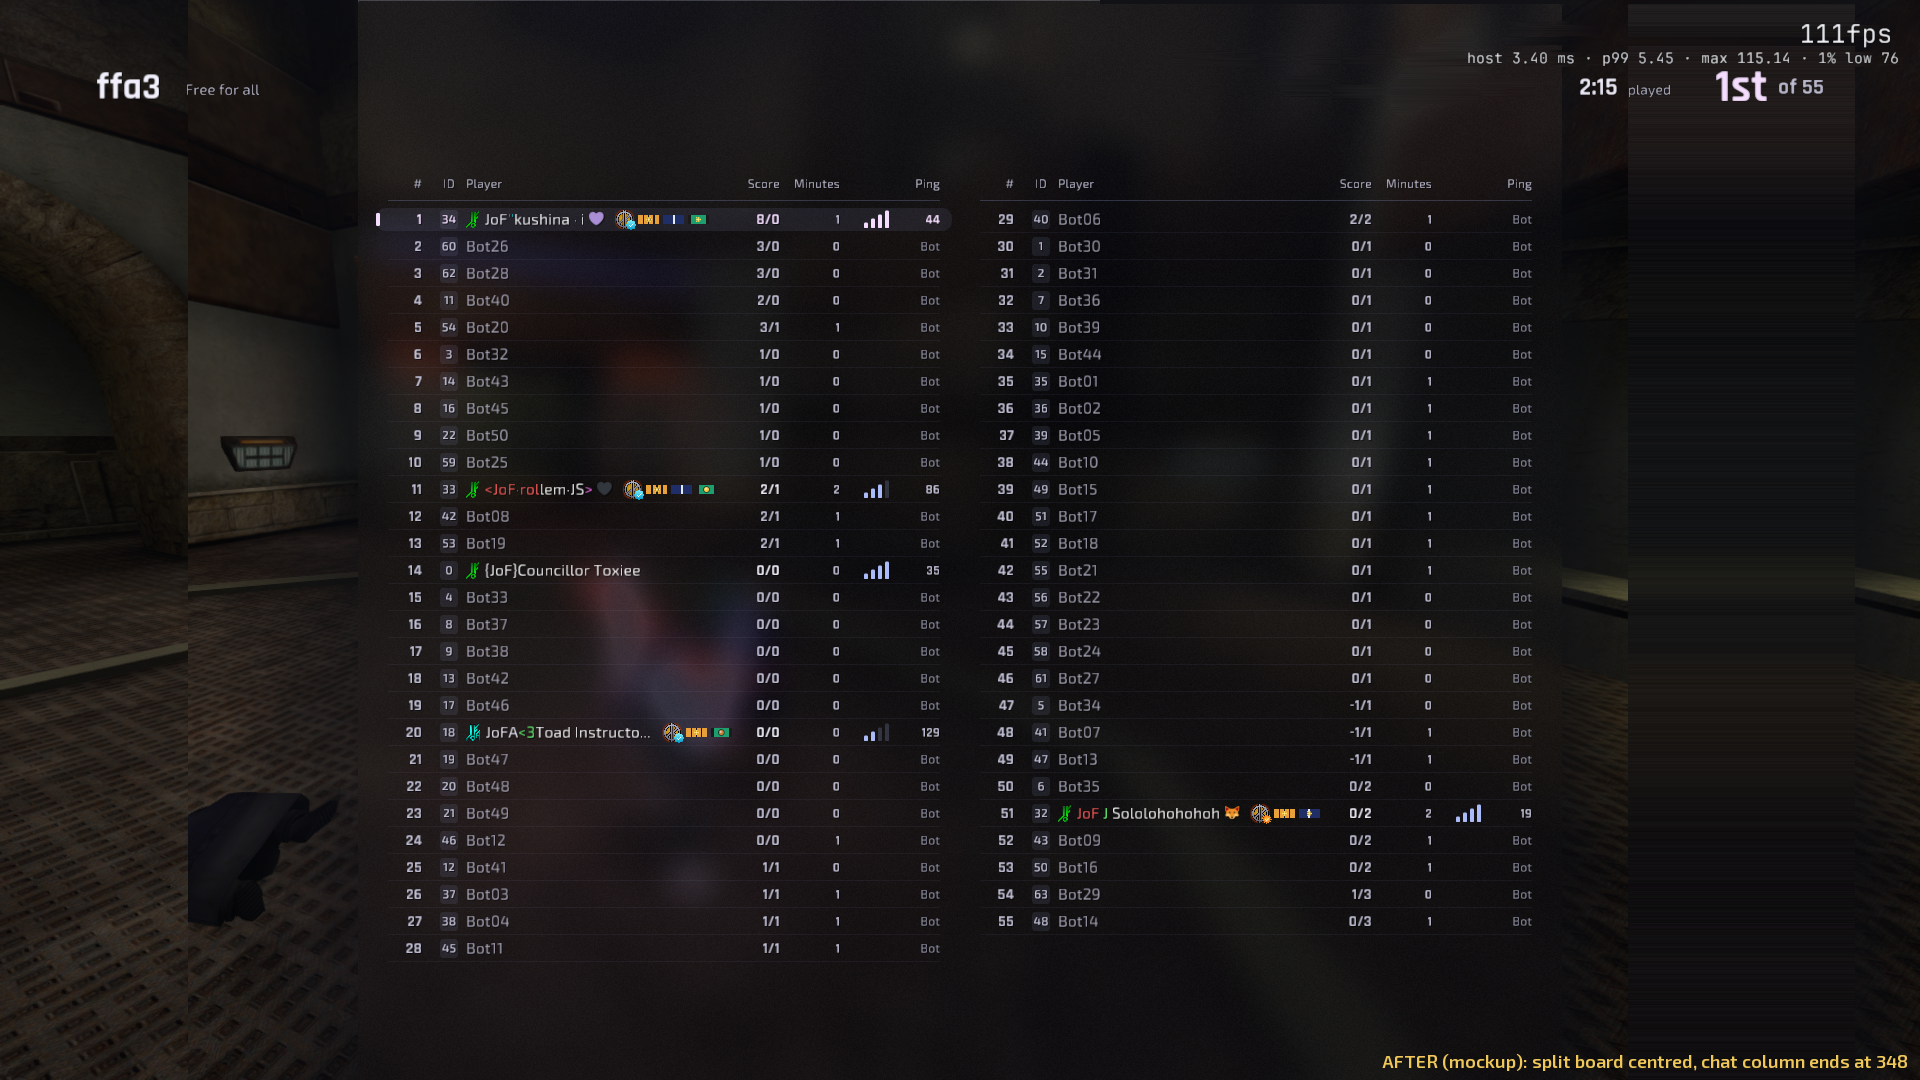 111fps
host 3.40 ms · p99 5.45 · max 115.14 · 1% low 76
ffa3 Free for all 2:15 played 1st of 55
# ID Player Score Minutes Ping # ID Player Score Minutes Ping
1 34 JoF kushina · i 8/0 1 44
2 60 Bot26 3/0 0 Bot
3 62 Bot28 3/0 0 Bot
4 11 Bot40 2/0 0 Bot
5 54 Bot20 3/1 1 Bot
6 3 Bot32 1/0 0 Bot
7 14 Bot43 1/0 0 Bot
8 16 Bot45 1/0 0 Bot
9 22 Bot50 1/0 0 Bot
10 59 Bot25 1/0 0 Bot
11 33 <JoF·rollem·JS> 2/1 2 86
12 42 Bot08 2/1 1 Bot
13 53 Bot19 2/1 1 Bot
14 0 {JoF}Councillor Toxiee 0/0 0 35
15 4 Bot33 0/0 0 Bot
16 8 Bot37 0/0 0 Bot
17 9 Bot38 0/0 0 Bot
18 13 Bot42 0/0 0 Bot
19 17 Bot46 0/0 0 Bot
20 18 JoFA<3Toad Instructo... 0/0 0 129
21 19 Bot47 0/0 0 Bot
22 20 Bot48 0/0 0 Bot
23 21 Bot49 0/0 0 Bot
24 46 Bot12 0/0 1 Bot
25 12 Bot41 1/1 0 Bot
26 37 Bot03 1/1 1 Bot
27 38 Bot04 1/1 1 Bot
28 45 Bot11 1/1 1 Bot
29 40 Bot06 2/2 1 Bot
30 1 Bot30 0/1 0 Bot
31 2 Bot31 0/1 0 Bot
32 7 Bot36 0/1 0 Bot
33 10 Bot39 0/1 0 Bot
34 15 Bot44 0/1 0 Bot
35 35 Bot01 0/1 1 Bot
36 36 Bot02 0/1 1 Bot
37 39 Bot05 0/1 1 Bot
38 44 Bot10 0/1 1 Bot
39 49 Bot15 0/1 1 Bot
40 51 Bot17 0/1 1 Bot
41 52 Bot18 0/1 1 Bot
42 55 Bot21 0/1 1 Bot
43 56 Bot22 0/1 0 Bot
44 57 Bot23 0/1 0 Bot
45 58 Bot24 0/1 0 Bot
46 61 Bot27 0/1 0 Bot
47 5 Bot34 -1/1 0 Bot
48 41 Bot07 -1/1 1 Bot
49 47 Bot13 -1/1 1 Bot
50 6 Bot35 0/2 0 Bot
51 32 JoF J Sololohohohoh 0/2 2 19
52 43 Bot09 0/2 1 Bot
53 50 Bot16 0/2 1 Bot
54 63 Bot29 1/3 0 Bot
55 48 Bot14 0/3 1 Bot
AFTER (mockup): split board centred, chat column ends at 348